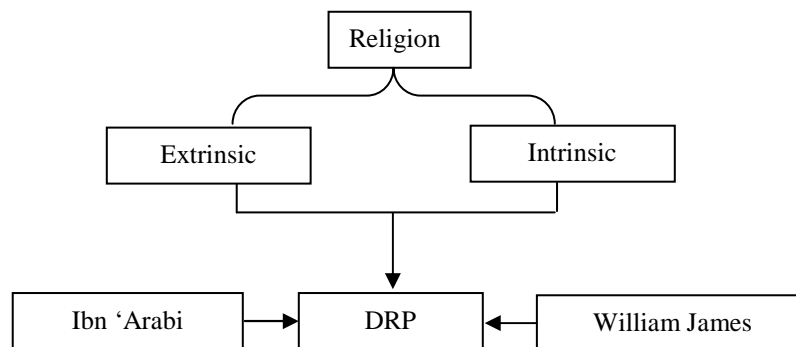 Religion
Extrinsic
Intrinsic
Ibn ‘Arabi
DRP
William James